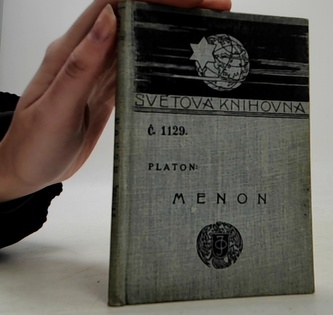 SVĚTOVÁ KNIHOVNA
Č. 1129.
PLATON:
MENON